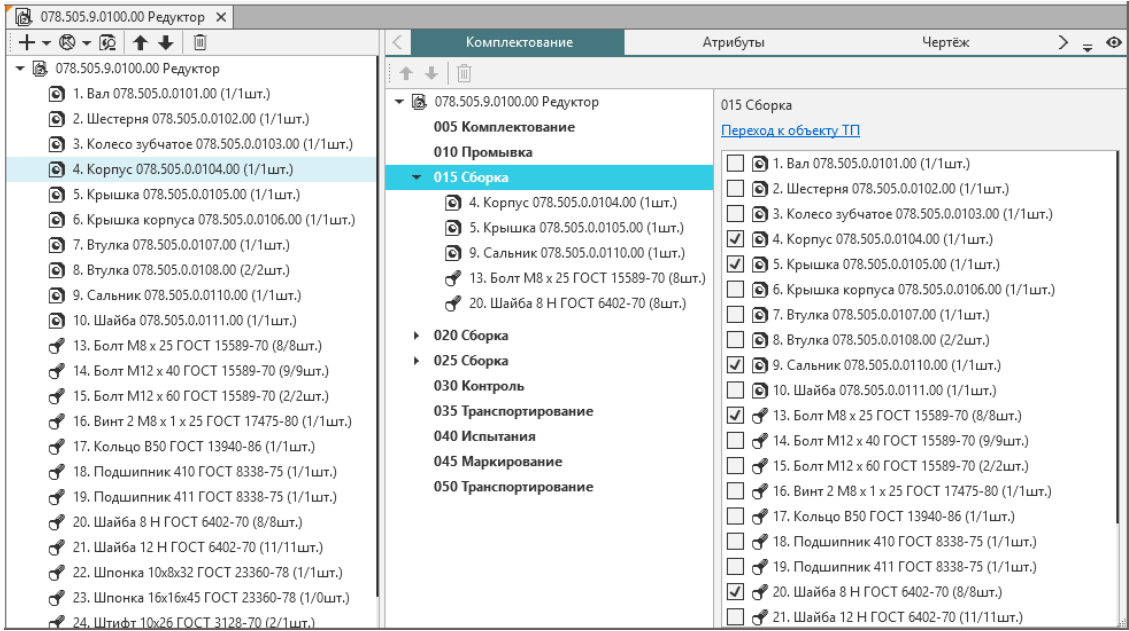 078.505.9.0100.00 Редуктор
078.505.9.0100.00 Редуктор
1. Вал 078.505.0.0101.00 (1/1шт.)
2. Шестерня 078.505.0.0102.00 (1/1шт.)
3. Колесо зубчатое 078.505.0.0103.00 (1/1шт.)
4. Корпус 078.505.0.0104.00 (1/1шт.)
5. Крышка 078.505.0.0105.00 (1/1шт.)
6. Крышка корпуса 078.505.0.0106.00 (1/1шт.)
7. Втулка 078.505.0.0107.00 (1/1шт.)
8. Втулка 078.505.0.0108.00 (2/2шт.)
9. Сальник 078.505.0.0110.00 (1/1шт.)
10. Шайба 078.505.0.0111.00 (1/1шт.)
13. Болт М8 x 25 ГОСТ 15589-70 (8/8шт.)
14. Болт М12 x 40 ГОСТ 15589-70 (9/9шт.)
15. Болт М12 x 60 ГОСТ 15589-70 (2/2шт.)
16. Винт 2 М8 x 1 x 25 ГОСТ 17475-80 (1/1шт.)
17. Кольцо В50 ГОСТ 13940-86 (1/1шт.)
18. Подшипник 410 ГОСТ 8338-75 (1/1шт.)
19. Подшипник 411 ГОСТ 8338-75 (1/1шт.)
20. Шайба 8 Н ГОСТ 6402-70 (8/8шт.)
21. Шайба 12 Н ГОСТ 6402-70 (11/11шт.)
22. Шпонка 10x8x32 ГОСТ 23360-78 (1/1шт.)
23. Шпонка 16x16x45 ГОСТ 23360-78 (1/0шт.)
24. Штифт 10x26 ГОСТ 3128-70 (2/1шт.)
Комплектование
Атрибуты
Чертёж
078.505.9.0100.00 Редуктор
005 Комплектование
010 Промывка
015 Сборка
4. Корпус 078.505.0.0104.00 (1шт.)
5. Крышка 078.505.0.0105.00 (1шт.)
9. Сальник 078.505.0.0110.00 (1шт.)
13. Болт М8 x 25 ГОСТ 15589-70 (8шт.)
20. Шайба 8 Н ГОСТ 6402-70 (8шт.)
020 Сборка
025 Сборка
030 Контроль
035 Транспортирование
040 Испытания
045 Маркирование
050 Транспортирование
015 Сборка
Переход к объекту ТП
1. Вал 078.505.0.0101.00 (1/1шт.)
2. Шестерня 078.505.0.0102.00 (1/1шт.)
3. Колесо зубчатое 078.505.0.0103.00 (1/1шт.)
4. Корпус 078.505.0.0104.00 (1/1шт.)
5. Крышка 078.505.0.0105.00 (1/1шт.)
6. Крышка корпуса 078.505.0.0106.00 (1/1шт.)
7. Втулка 078.505.0.0107.00 (1/1шт.)
8. Втулка 078.505.0.0108.00 (2/2шт.)
9. Сальник 078.505.0.0110.00 (1/1шт.)
10. Шайба 078.505.0.0111.00 (1/1шт.)
13. Болт М8 x 25 ГОСТ 15589-70 (8/8шт.)
14. Болт М12 x 40 ГОСТ 15589-70 (9/9шт.)
15. Болт М12 x 60 ГОСТ 15589-70 (2/2шт.)
16. Винт 2 М8 x 1 x 25 ГОСТ 17475-80 (1/1шт.)
17. Кольцо В50 ГОСТ 13940-86 (1/1шт.)
18. Подшипник 410 ГОСТ 8338-75 (1/1шт.)
19. Подшипник 411 ГОСТ 8338-75 (1/1шт.)
20. Шайба 8 Н ГОСТ 6402-70 (8/8шт.)
21. Шайба 12 Н ГОСТ 6402-70 (11/11шт.)